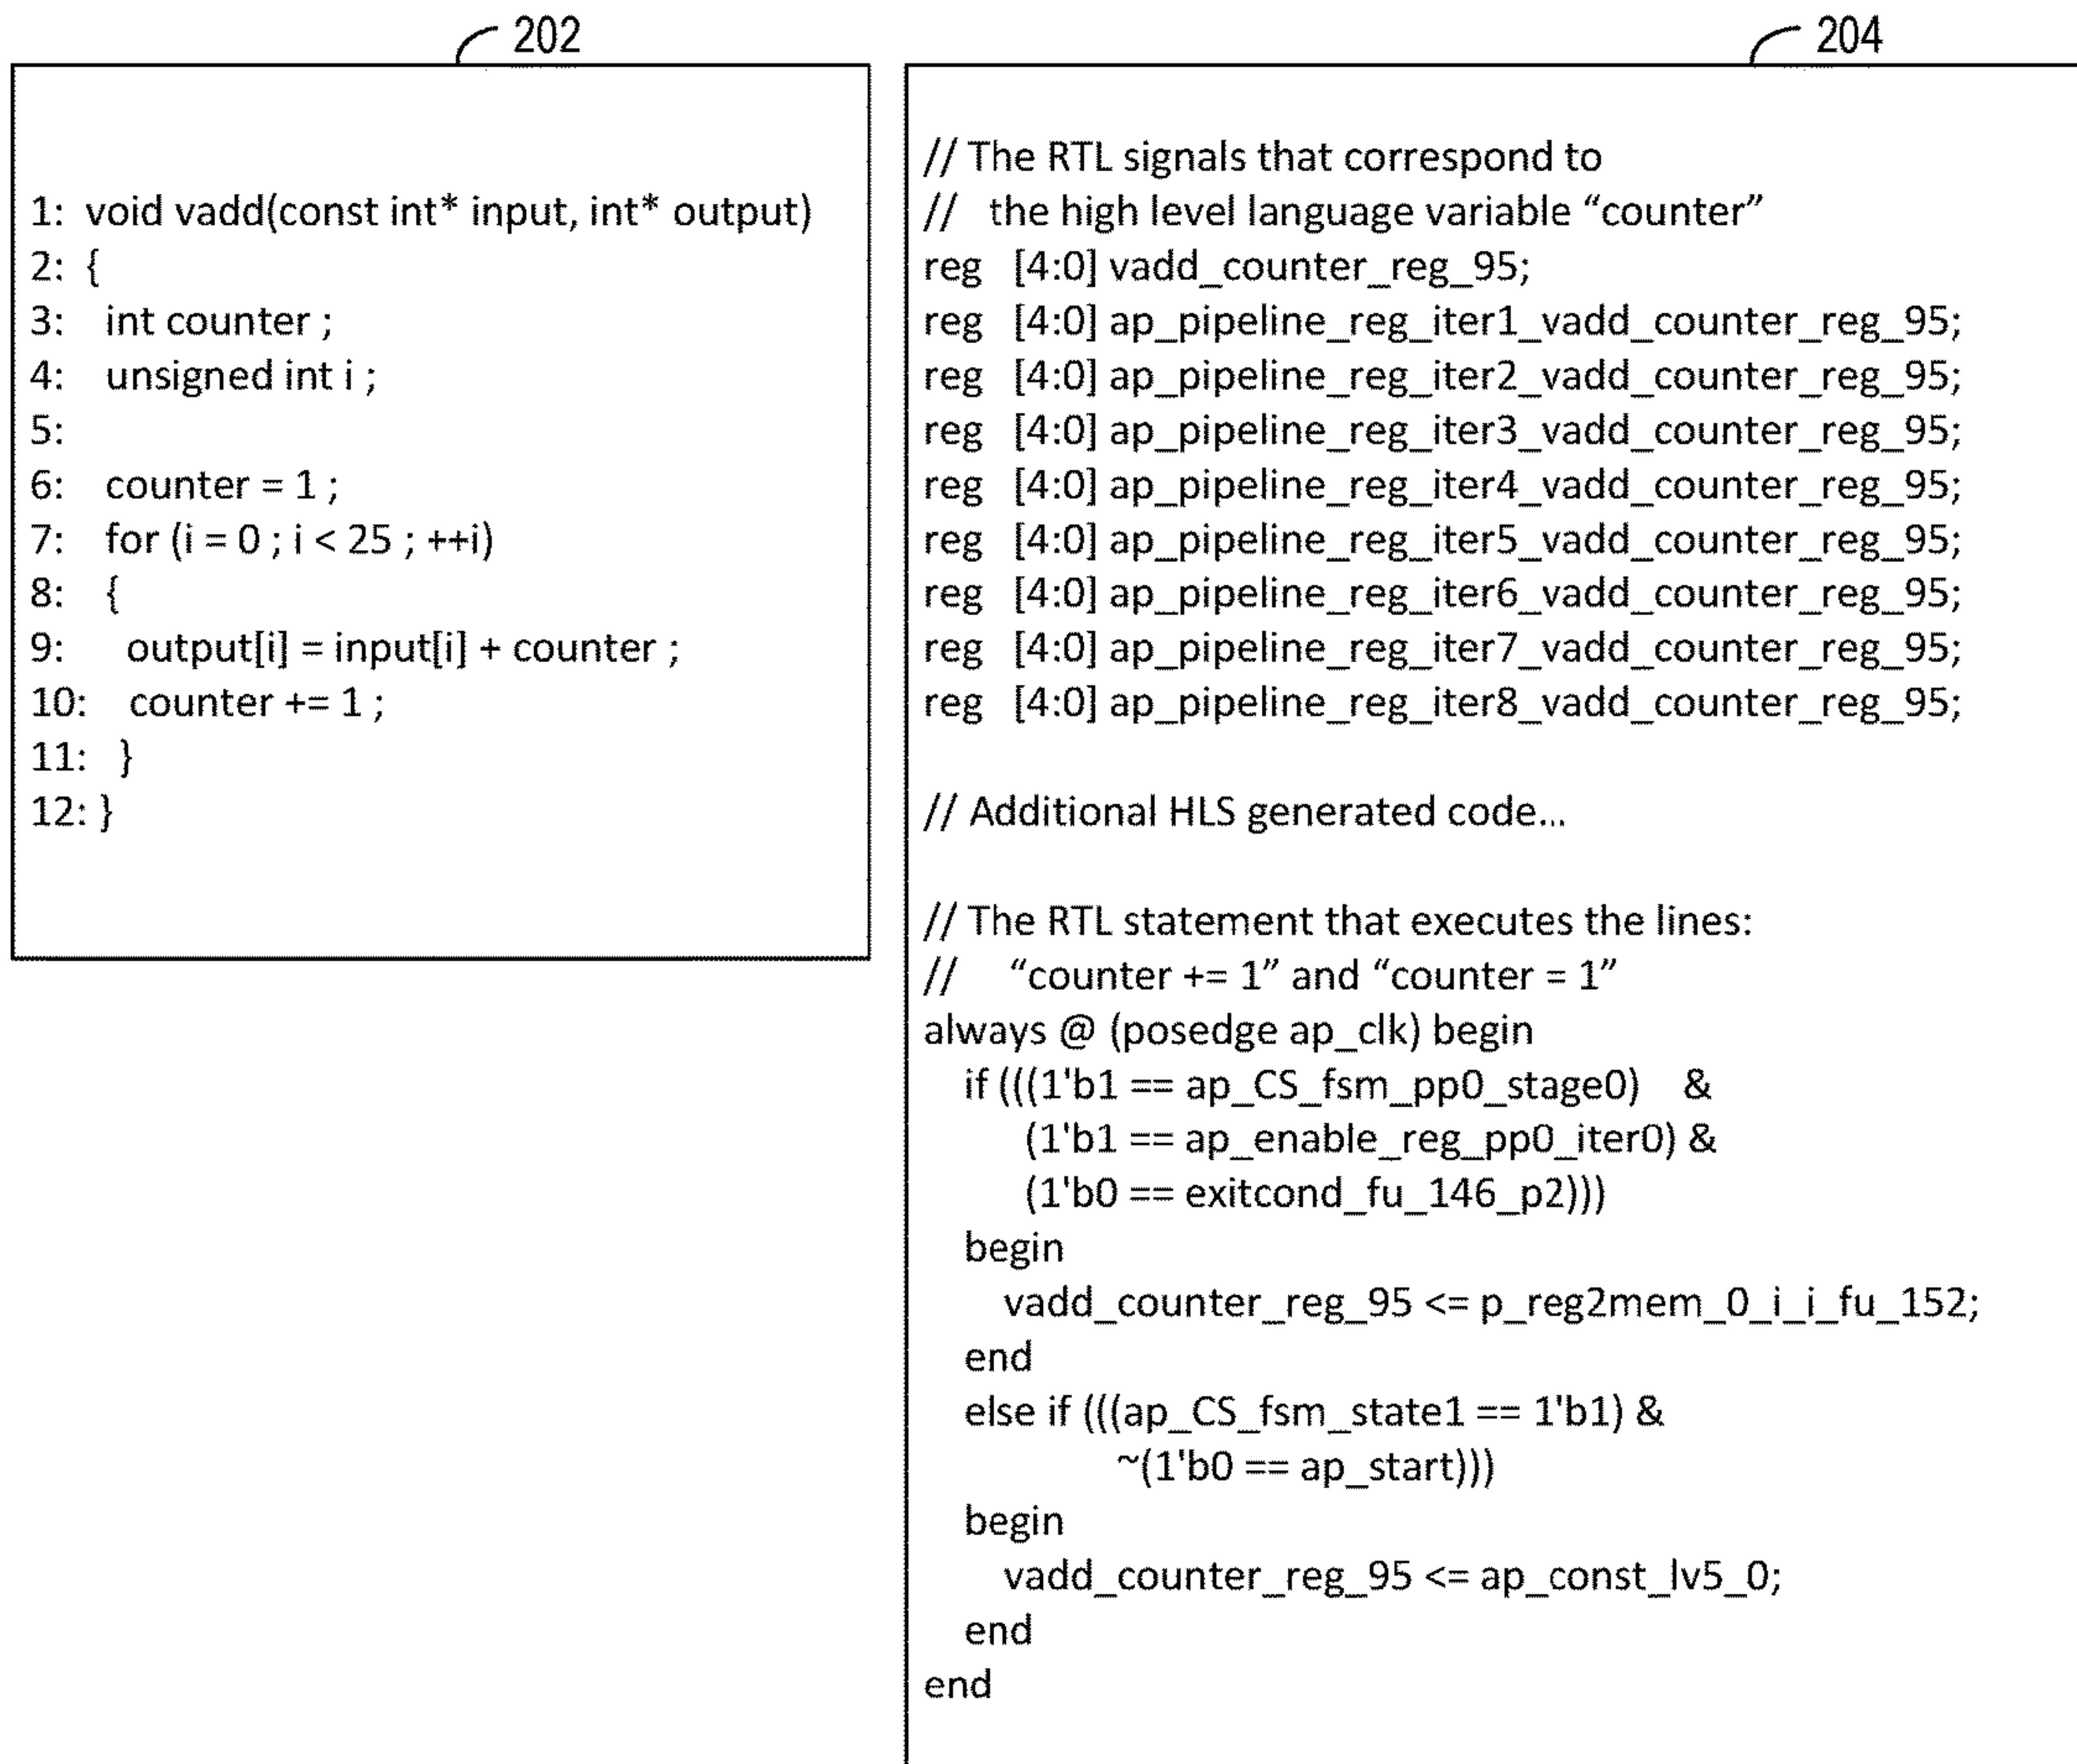 202
1: void vadd(const int* input, int* output)
2: {
3: int counter ;
4: unsigned int i ;
5:
6: counter = 1 ;
7: for (i = 0 ; i < 25 ; ++i)
8: {
9: output[i] = input[i] + counter ;
10: counter += 1 ;
11: }
12: }
204
// The RTL signals that correspond to
// the high level language variable “counter”
reg [4:0] vadd_counter_reg_95;
reg [4:0] ap_pipeline_reg_iter1_vadd_counter_reg_95;
reg [4:0] ap_pipeline_reg_iter2_vadd_counter_reg_95;
reg [4:0] ap_pipeline_reg_iter3_vadd_counter_reg_95;
reg [4:0] ap_pipeline_reg_iter4_vadd_counter_reg_95;
reg [4:0] ap_pipeline_reg_iter5_vadd_counter_reg_95;
reg [4:0] ap_pipeline_reg_iter6_vadd_counter_reg_95;
reg [4:0] ap_pipeline_reg_iter7_vadd_counter_reg_95;
reg [4:0] ap_pipeline_reg_iter8_vadd_counter_reg_95;
// Additional HLS generated code...
// The RTL statement that executes the lines:
// “counter += 1” and “counter = 1”
always @ (posedge ap_clk) begin
if (((1'b1 == ap_CS_fsm_pp0_stage0) &
(1'b1 == ap_enable_reg_pp0_iter0) &
(1'b0 == exitcond_fu_146_p2)))
begin
vadd_counter_reg_95 <= p_reg2mem_0_i_i_fu_152;
end
else if (((ap_CS_fsm_state1 == 1'b1) &
~(1'b0 == ap_start)))
begin
vadd_counter_reg_95 <= ap_const_lv5_0;
end
end